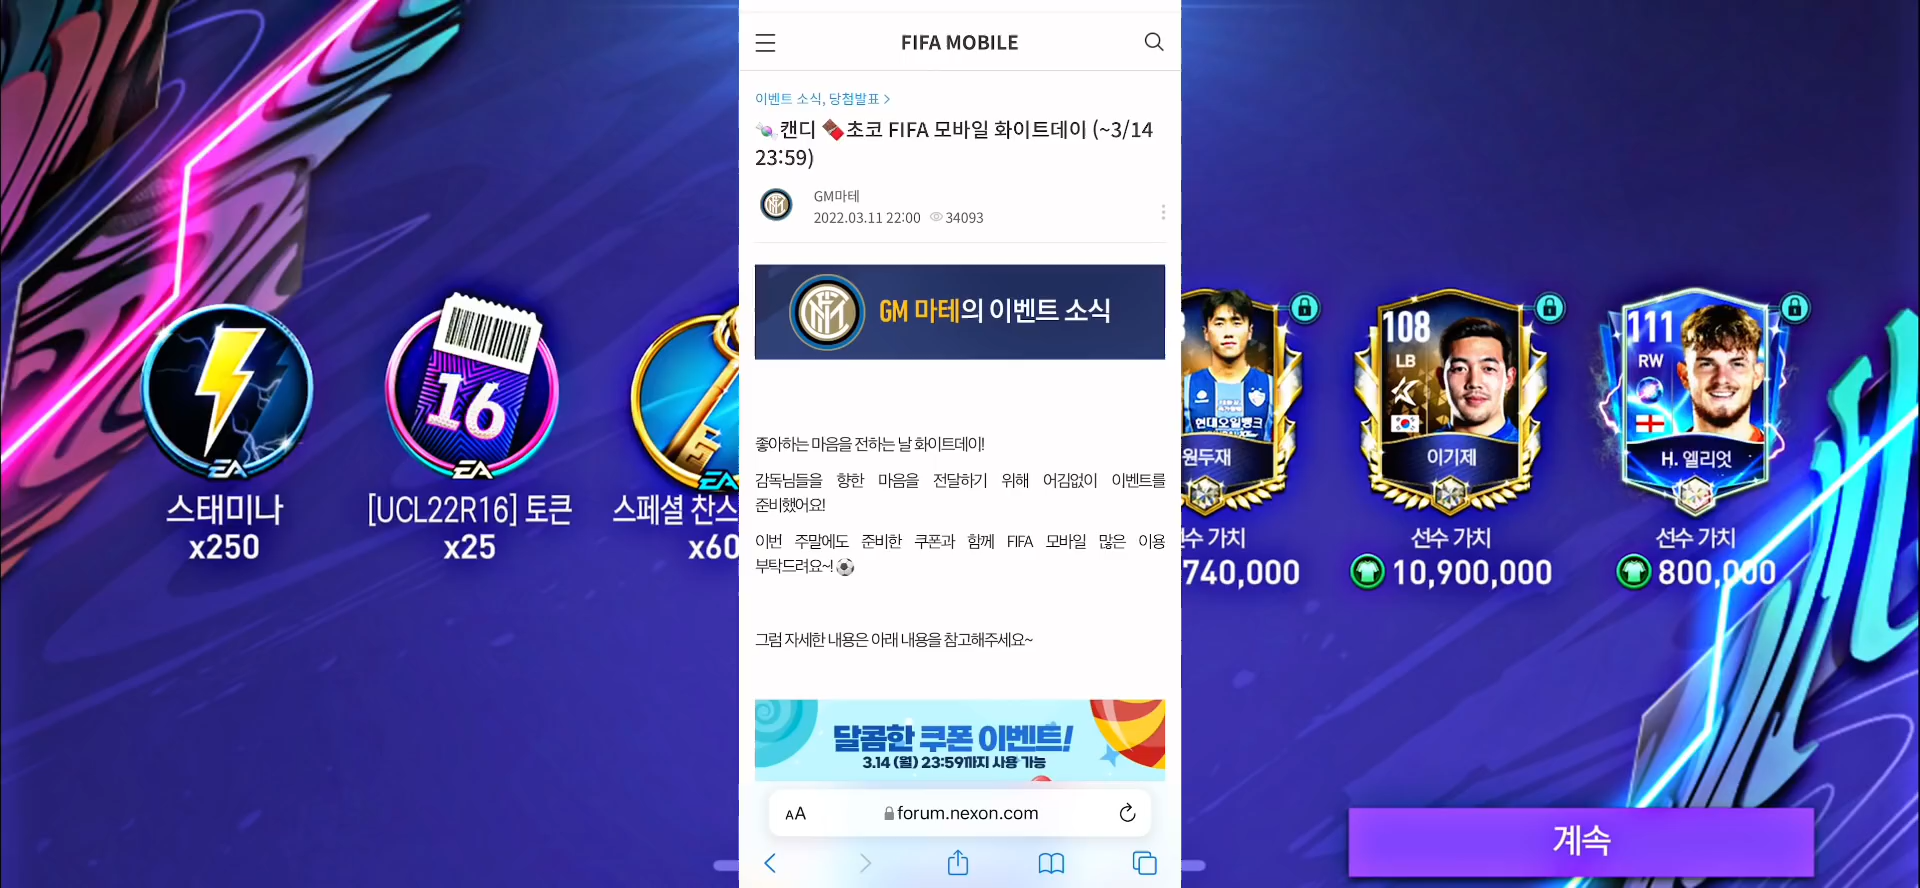 FIFA MOBILE
이벤트 소식, 당첨발표 >
🍬캔디 🍫초코 FIFA 모바일 화이트데이 (~3/14
23:59)
GM마테
2022.03.11 22:00 34093
GM 마테의 이벤트 소식
좋아하는 마음을 전하는 날 화이트데이!
감독님들을 향한 마음을 전달하기 위해 어김없이 이벤트를
준비했어요!
이번 주말에도 준비한 쿠폰과 함께 FIFA 모바일 많은 이용
부탁드려요~!⚽
그럼 자세한 내용은 아래 내용을 참고해주세요~
달콤한 쿠폰 이벤트!
3.14 (월) 23:59까지 사용 가능
AA forum.nexon.com
EA
스태미나
x250
16
EA
[UCL22R16] 토큰
x25
EA
스페셜 찬스
x60
현대오일뱅크
원두재
선수 가치
740,000
108
LB
이기제
선수 가치
10,900,000
111
RW
H. 엘리엇
선수 가치
800,000
계속